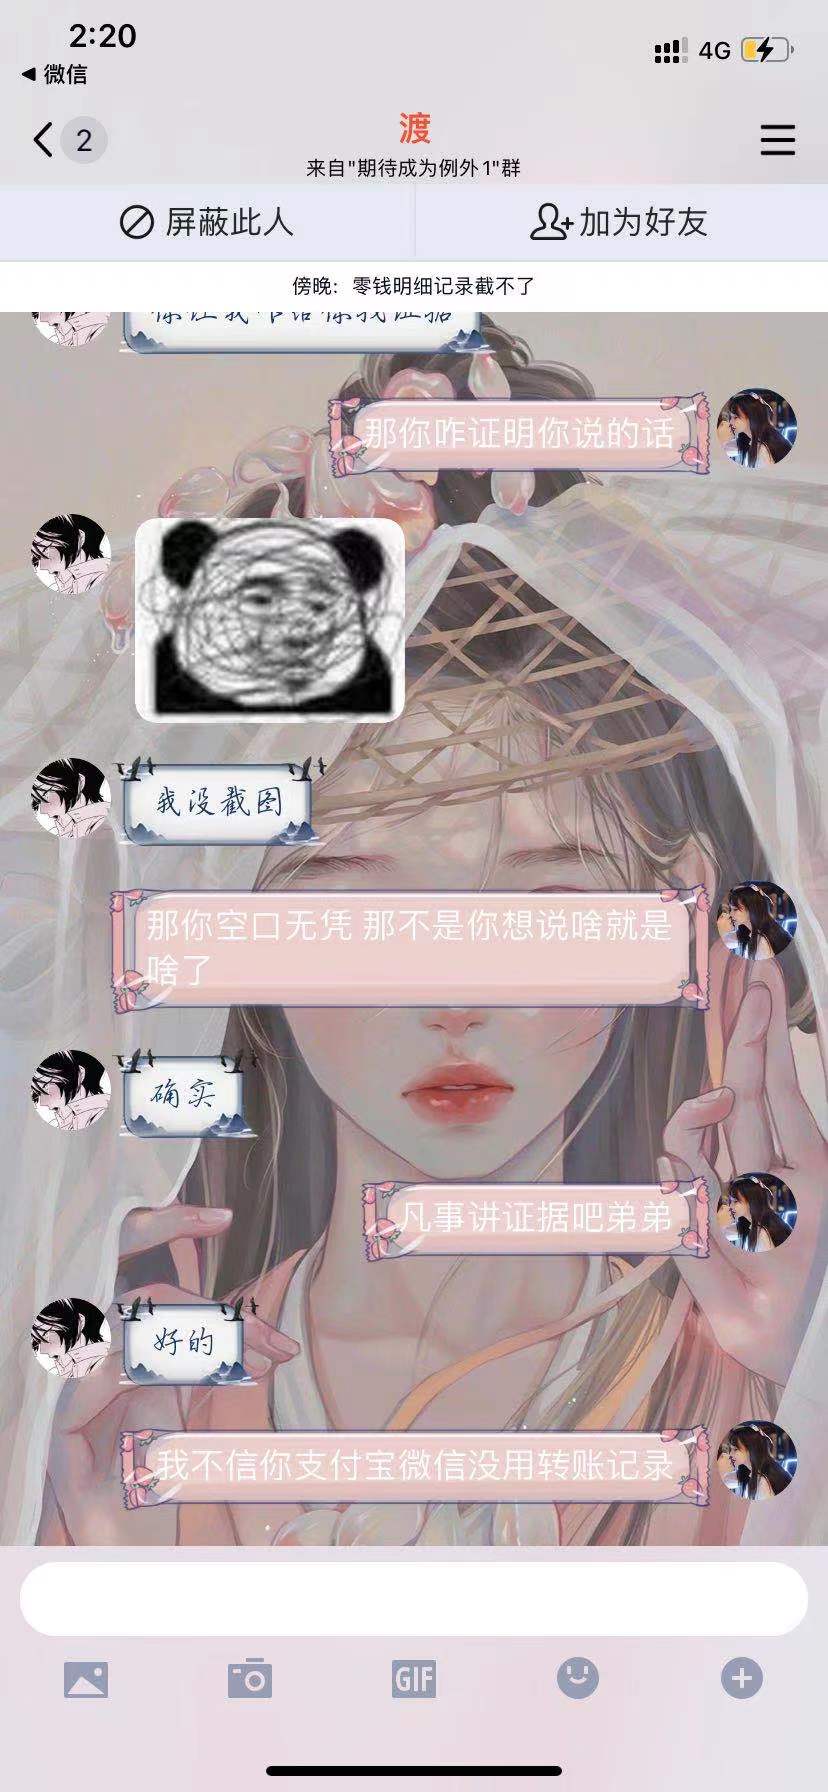 2:20
4G
微信
2
渡
来自"期待成为例外1"群
屏蔽此人
加为好友
傍晚：零钱明细记录截不了
那你咋证明你说的话
我没截图
那你空口无凭 那不是你想说啥就是
啥了
确实
凡事讲证据吧弟弟
好的
我不信你支付宝微信没用转账记录
GIF